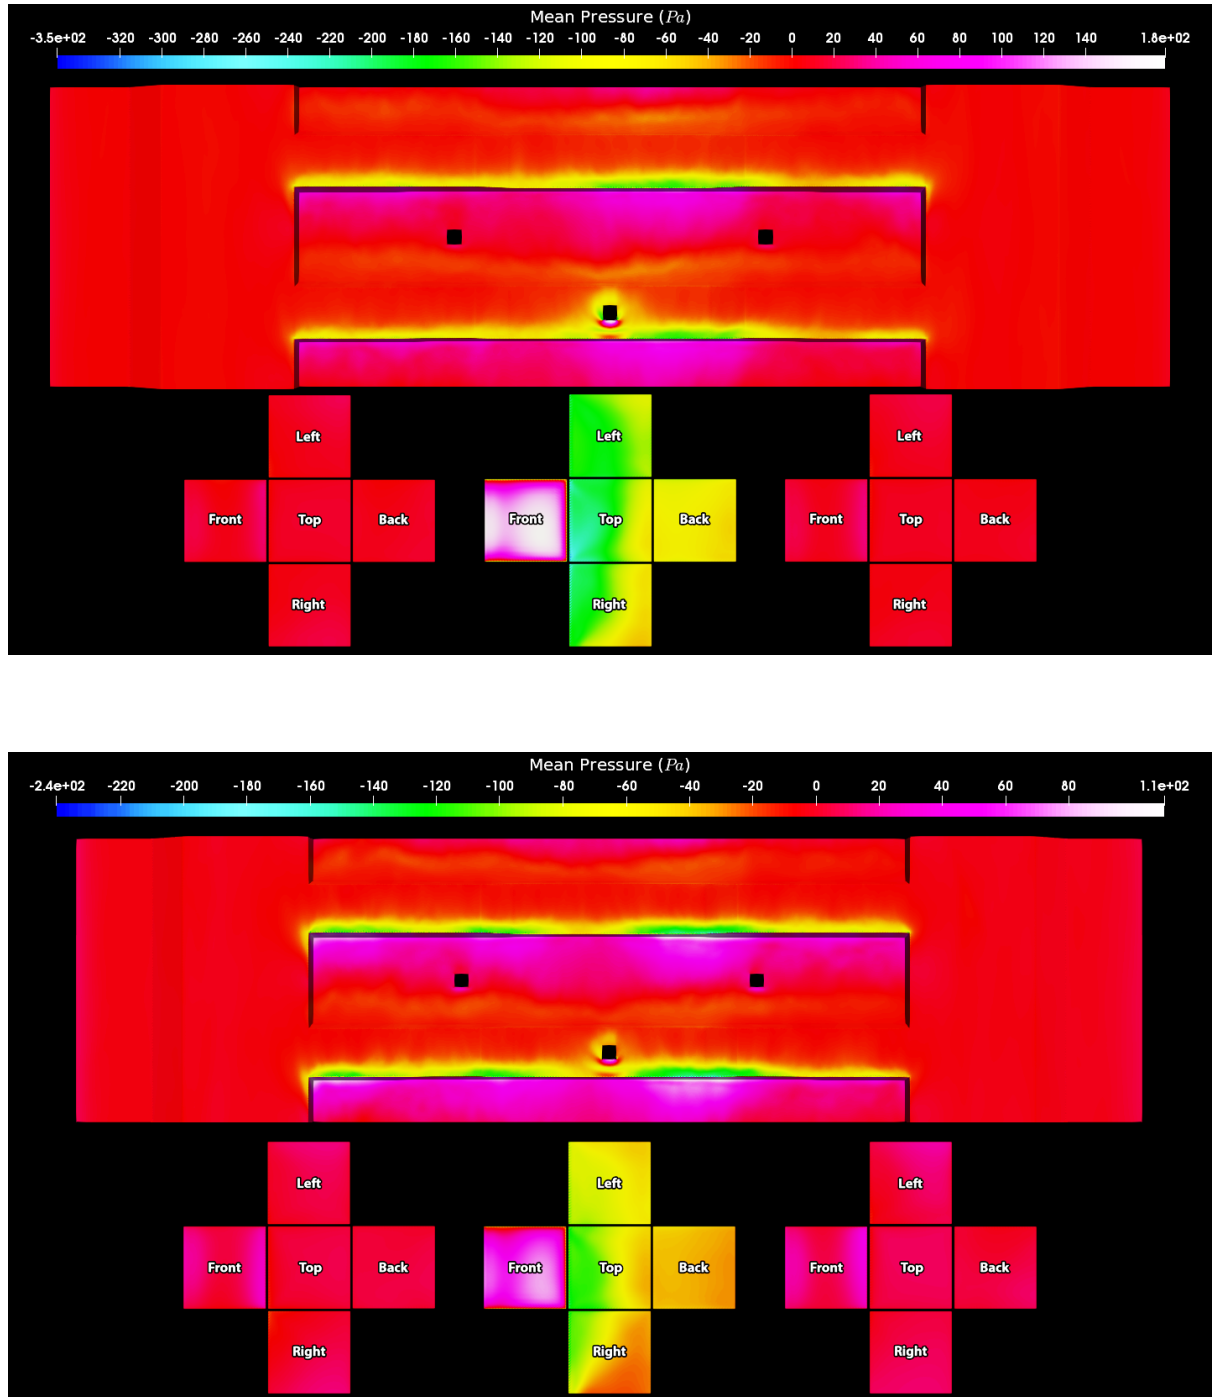 Mean Pressure (Pa)
-3.5e+02 -320 -300 -280 -260 -240 -220 -200 -180 -160 -140 -120 -100 -80 -60 -40 -20 0 20 40 60 80 100 120 140 1.8e+02
Left Left Left
Front Top Back Front Top Back Front Top Back
Right Right Right
Mean Pressure (Pa)
-2.4e+02 -220 -200 -180 -160 -140 -120 -100 -80 -60 -40 -20 0 20 40 60 80 1.1e+02
Left Left Left
Front Top Back Front Top Back Front Top Back
Right Right Right